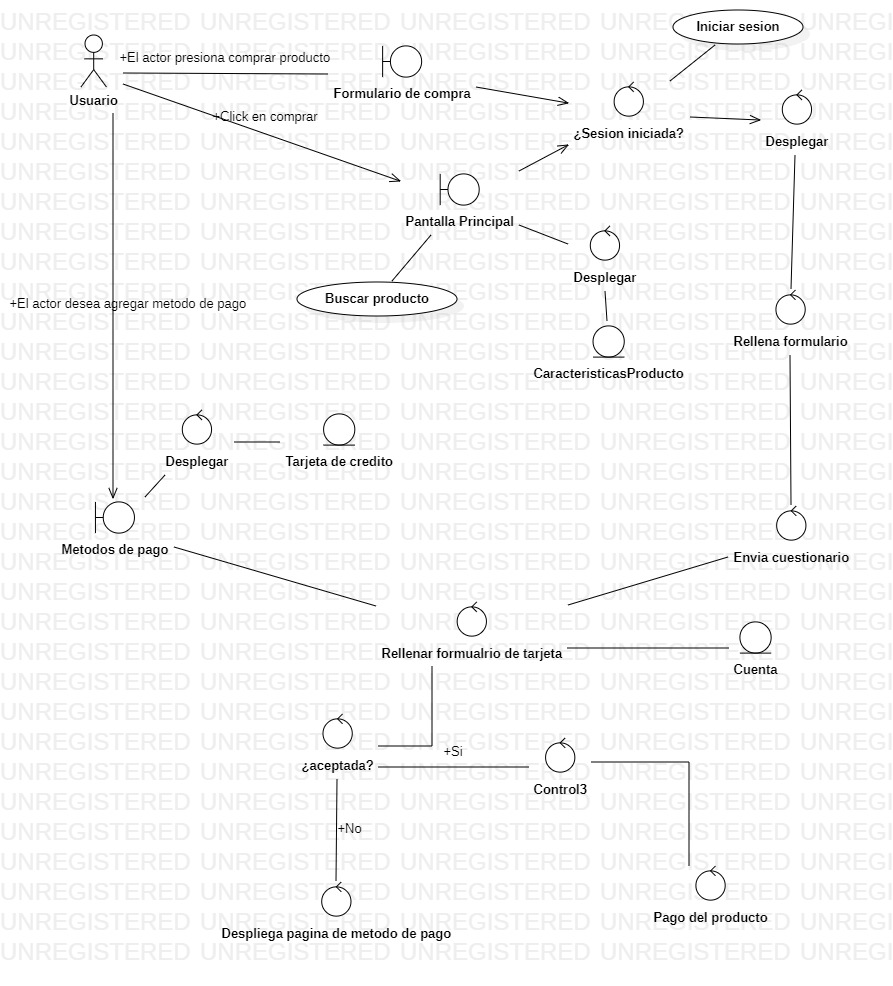 Iniciar sesion
+El actor presiona comprar producto
Usuario
Formulario de compra
+Click en comprar
¿Sesion iniciada?
Desplegar
Pantalla Principal
Desplegar
Buscar producto
+El actor desea agregar metodo de pago
Rellena formulario
CaracteristicasProducto
Desplegar
Tarjeta de credito
Metodos de pago
Envia cuestionario
Rellenar formualrio de tarjeta
Cuenta
+Si
¿aceptada?
Control3
+No
Pago del producto
Despliega pagina de metodo de pago
UNREGISTERED